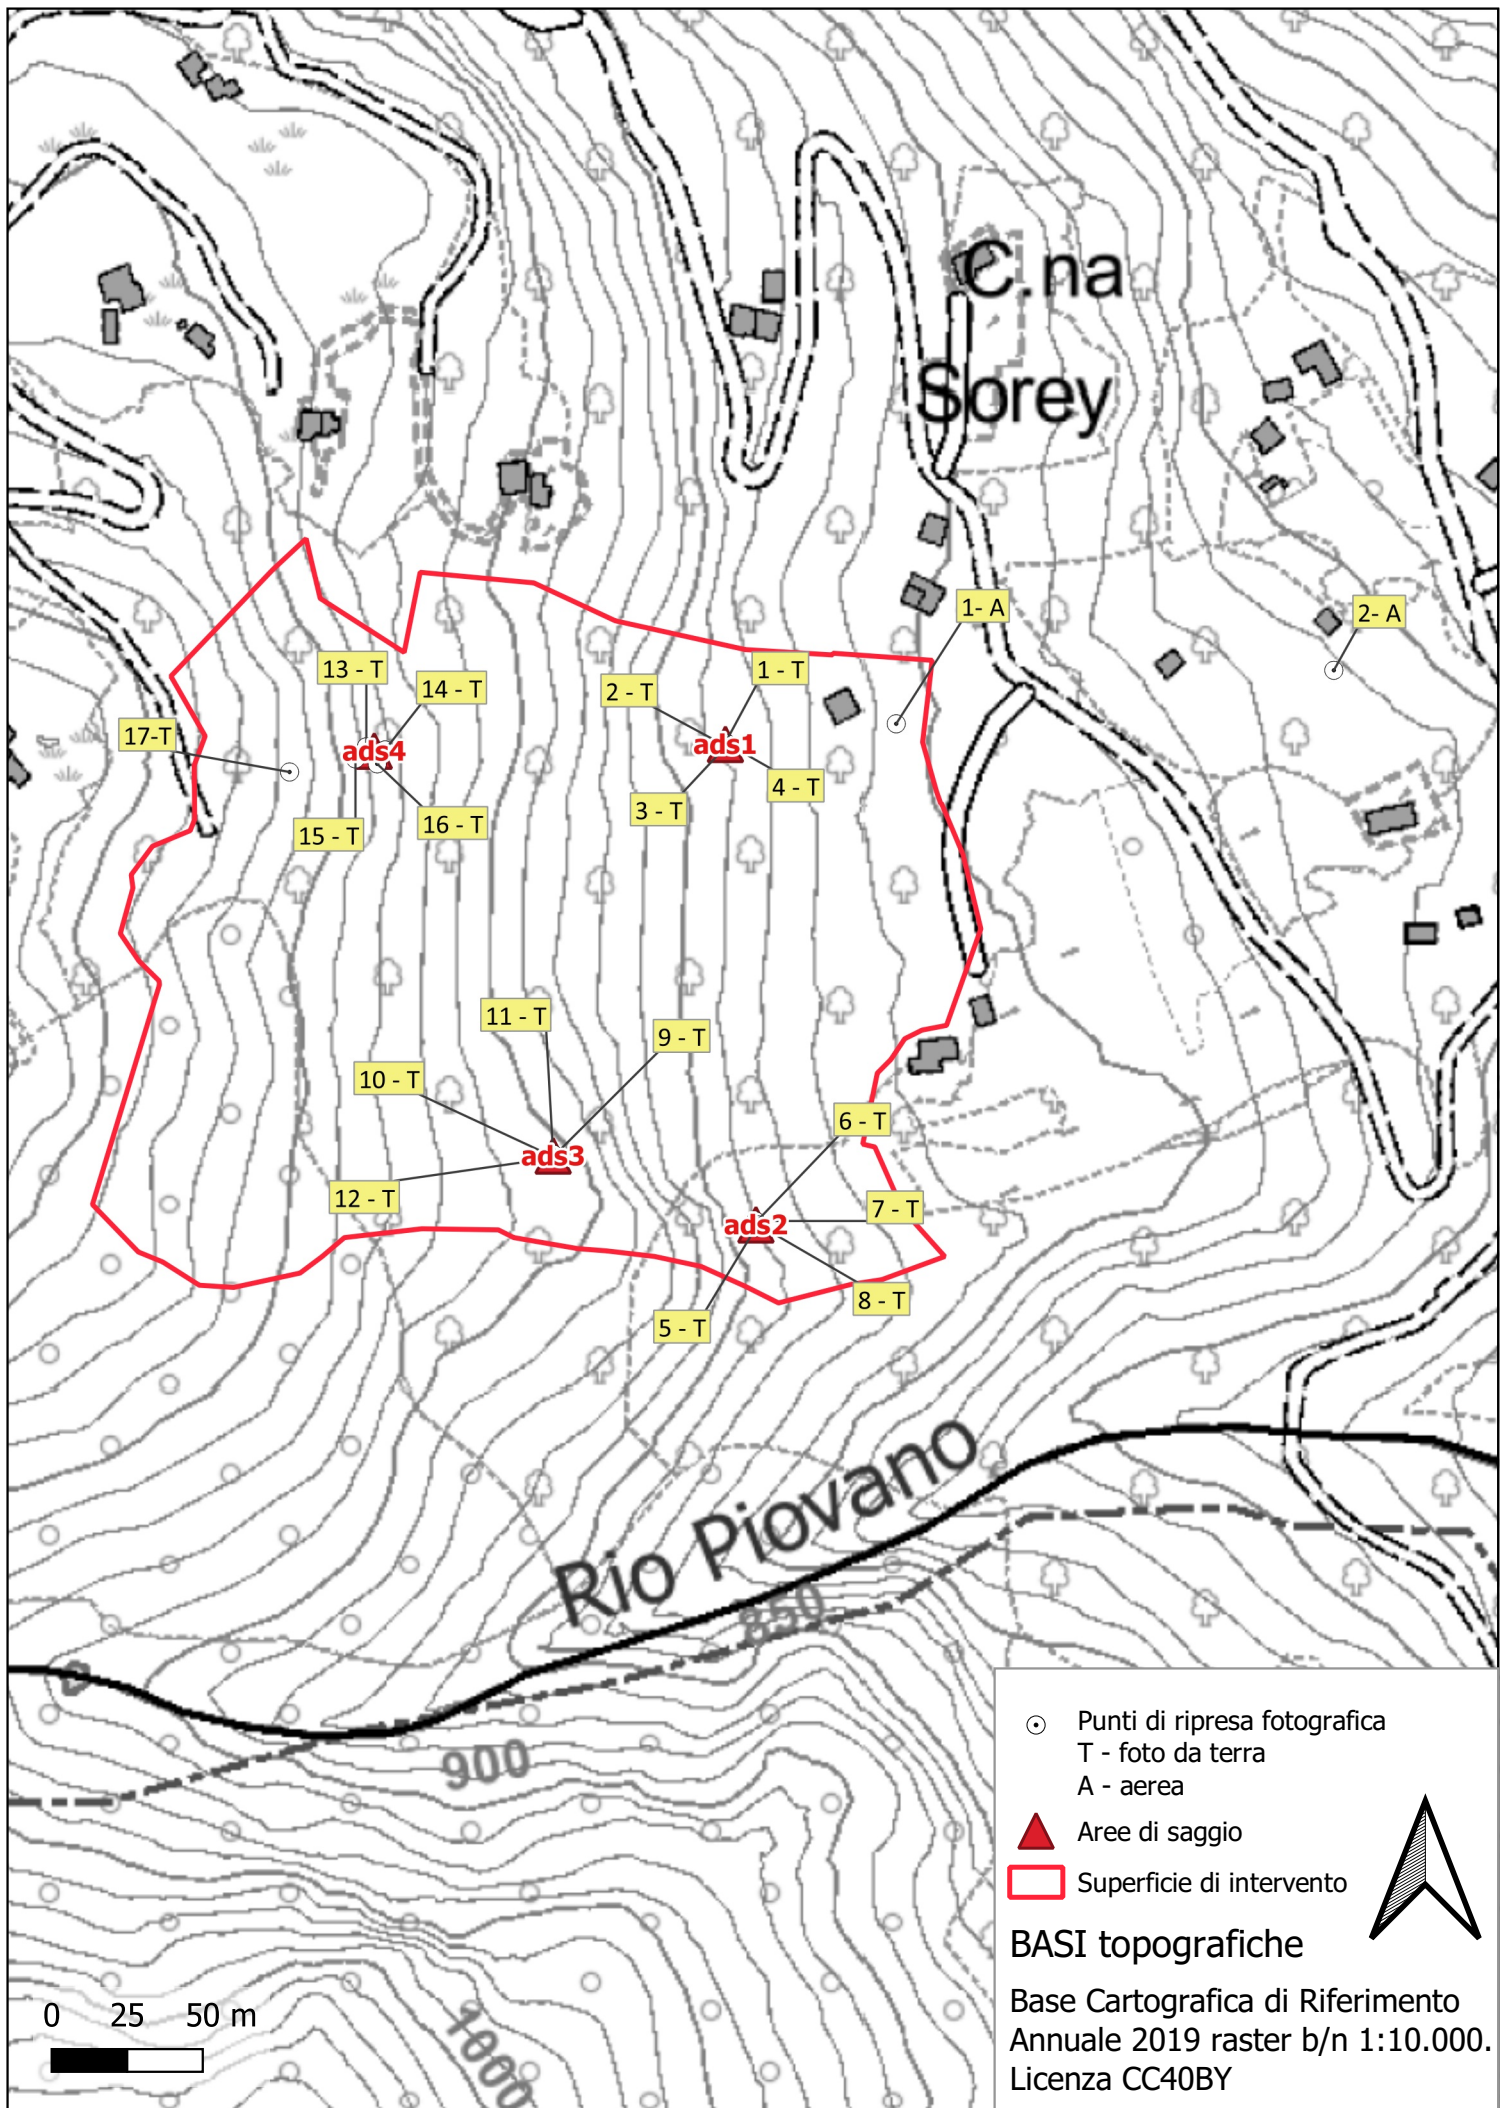 C.na
Sorey
1- A
2- A
13 - T
14 - T
2 - T
1 - T
17-T
ads4
ads1
4 - T
3 - T
15 - T
16 - T
11 - T
9 - T
10 - T
6 - T
ads3
12 - T
7 - T
ads2
8 - T
5 - T
Rio Piovano
850
900
1000
Punti di ripresa fotografica
T - foto da terra
A - aerea
Aree di saggio
Superficie di intervento
BASI topografiche
Base Cartografica di Riferimento
Annuale 2019 raster b/n 1:10.000.
Licenza CC40BY
0 25 50 m